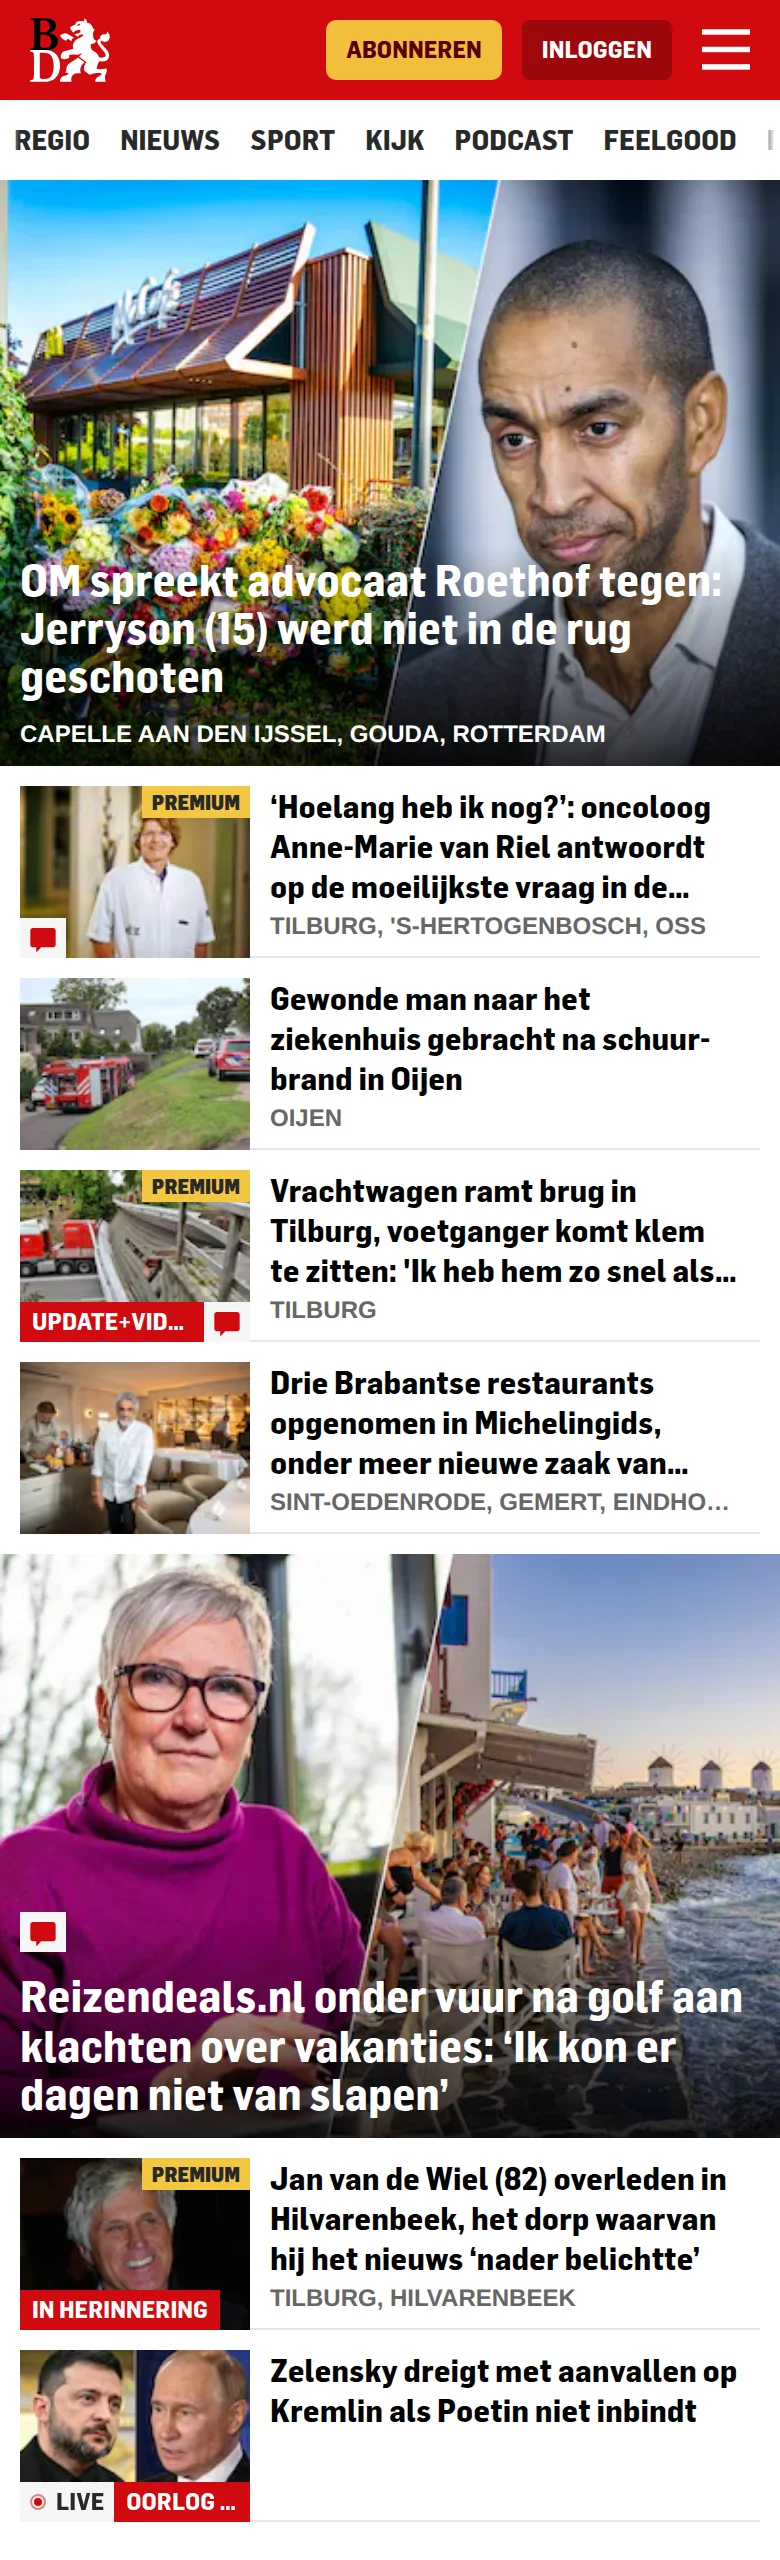 BD
ABONNEREN
INLOGGEN
REGIO NIEUWS SPORT KIJK PODCAST FEELGOOD
McCafé
OM spreekt advocaat Roethof tegen:
Jerryson (15) werd niet in de rug
geschoten
CAPELLE AAN DEN IJSSEL, GOUDA, ROTTERDAM
PREMIUM
‘Hoelang heb ik nog?’: oncoloog
Anne-Marie van Riel antwoordt
op de moeilijkste vraag in de...
TILBURG, 'S-HERTOGENBOSCH, OSS
Gewonde man naar het
ziekenhuis gebracht na schuur-
brand in Oijen
OIJEN
PREMIUM
UPDATE+VID...
Vrachtwagen ramt brug in
Tilburg, voetganger komt klem
te zitten: 'Ik heb hem zo snel als...
TILBURG
Drie Brabantse restaurants
opgenomen in Michelingids,
onder meer nieuwe zaak van...
SINT-OEDENRODE, GEMERT, EINDHO...
Reizendeals.nl onder vuur na golf aan
klachten over vakanties: ‘Ik kon er
dagen niet van slapen’
PREMIUM
IN HERINNERING
Jan van de Wiel (82) overleden in
Hilvarenbeek, het dorp waarvan
hij het nieuws ‘nader belichtte’
TILBURG, HILVARENBEEK
LIVE
OORLOG ...
Zelensky dreigt met aanvallen op
Kremlin als Poetin niet inbindt